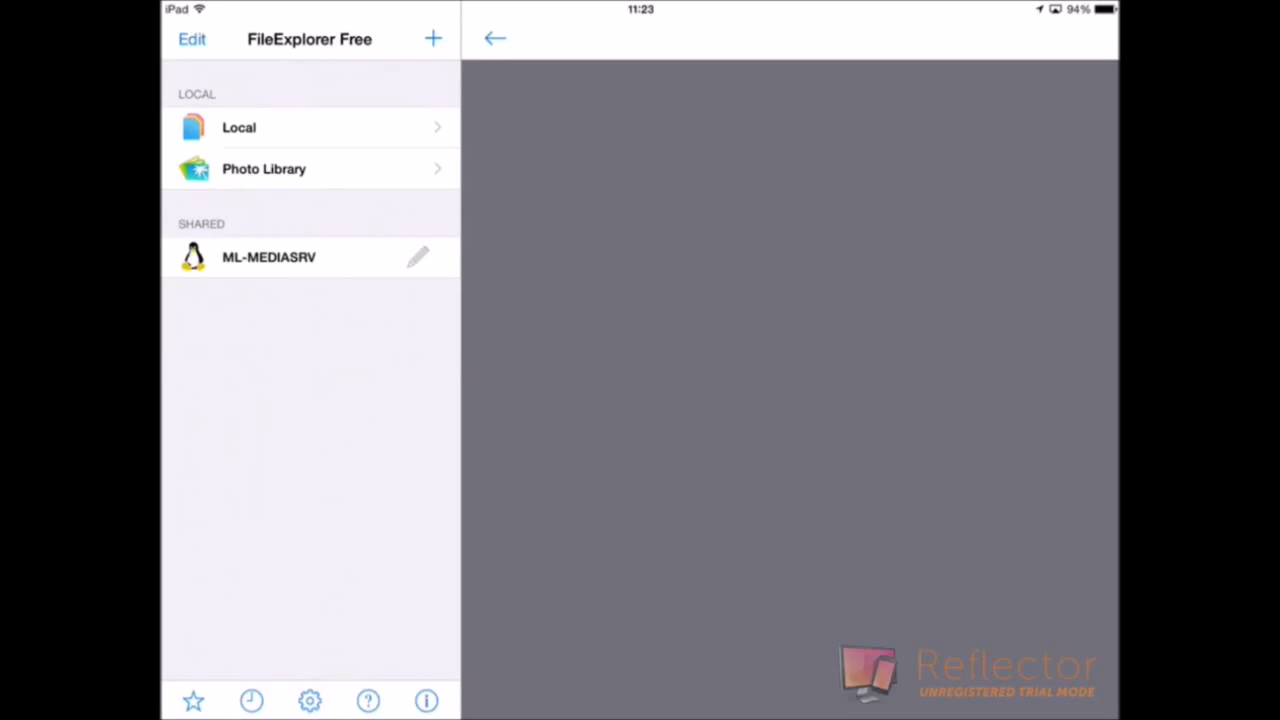 iPad 11:23 94%
Edit FileExplorer Free
LOCAL
Local
Photo Library
SHARED
ML-MEDIASRV
Reflector
UNREGISTERED TRIAL MODE